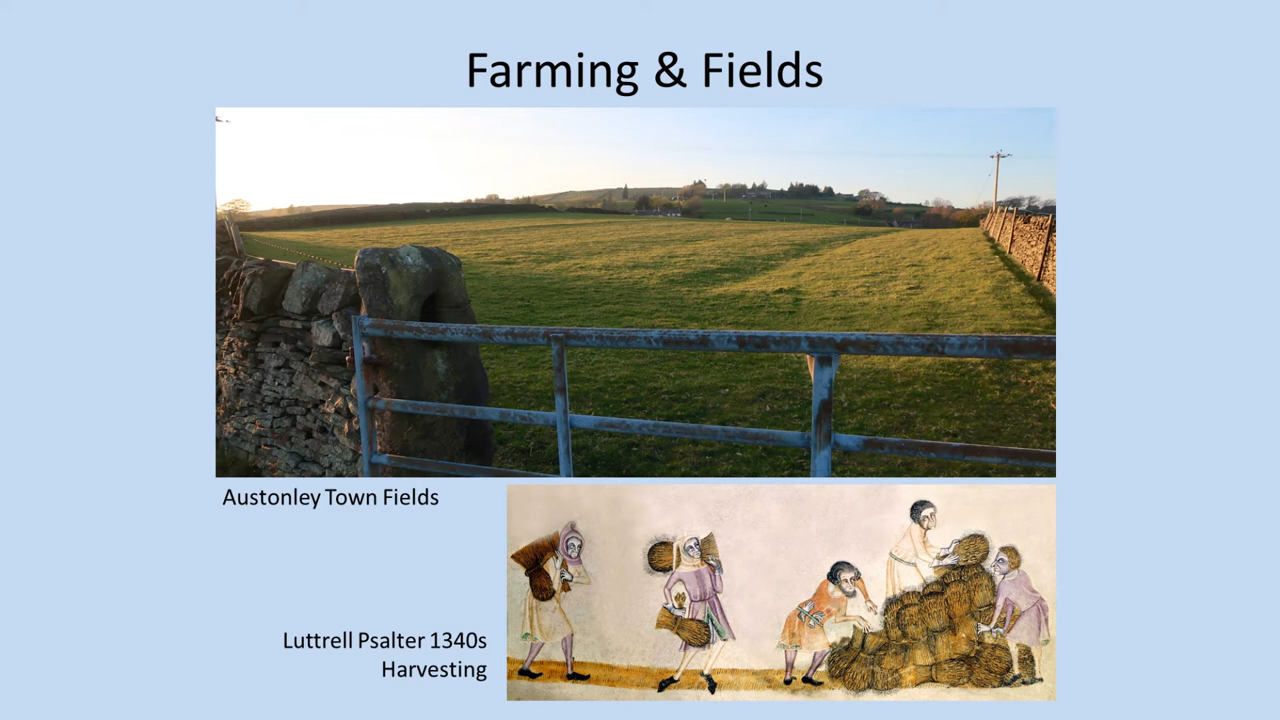 Farming & Fields
Austonley Town Fields
Luttrell Psalter 1340s
Harvesting